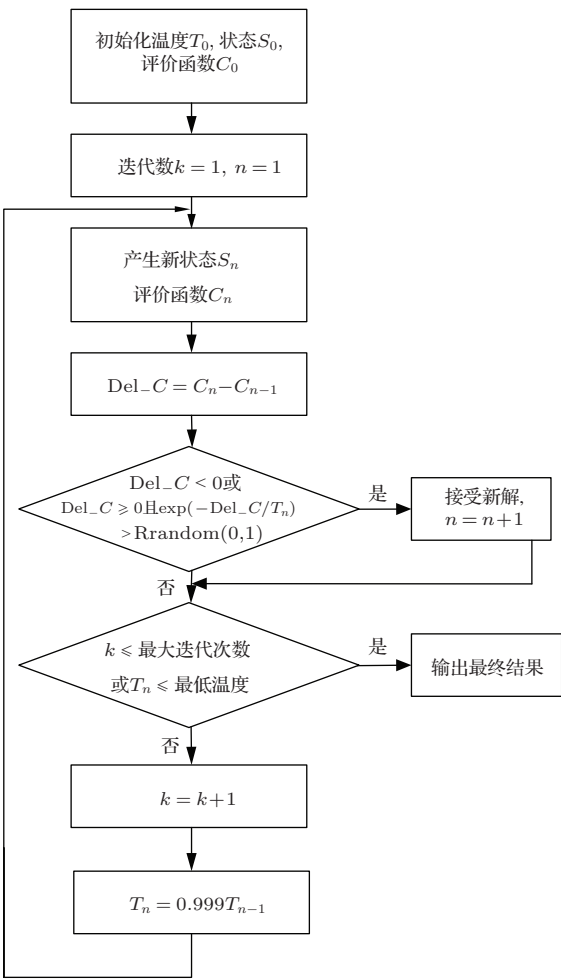 初始化温度T₀, 状态S₀,
评价函数C₀
迭代数k = 1, n = 1
产生新状态Sₙ
评价函数Cₙ
Del_C = Cₙ−Cₙ₋₁
Del_C < 0或
Del_C ⩾ 0且exp(−Del_C/Tₙ)
>Rrandom(0,1)
是
接受新解,
n = n+1
否
k ⩽ 最大迭代次数
或Tₙ ⩽ 最低温度
是
输出最终结果
否
k = k+1
Tₙ = 0.999Tₙ₋₁